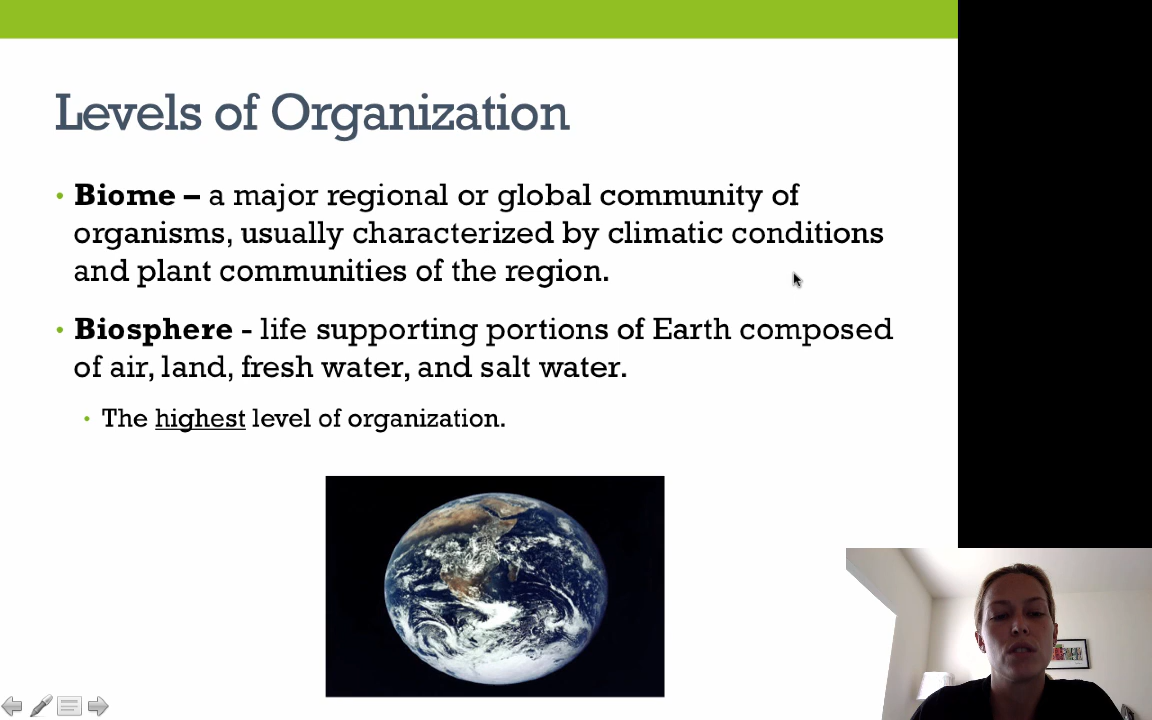 Levels of Organization
• Biome – a major regional or global community of
organisms, usually characterized by climatic conditions
and plant communities of the region.
• Biosphere - life supporting portions of Earth composed
of air, land, fresh water, and salt water.
• The highest level of organization.